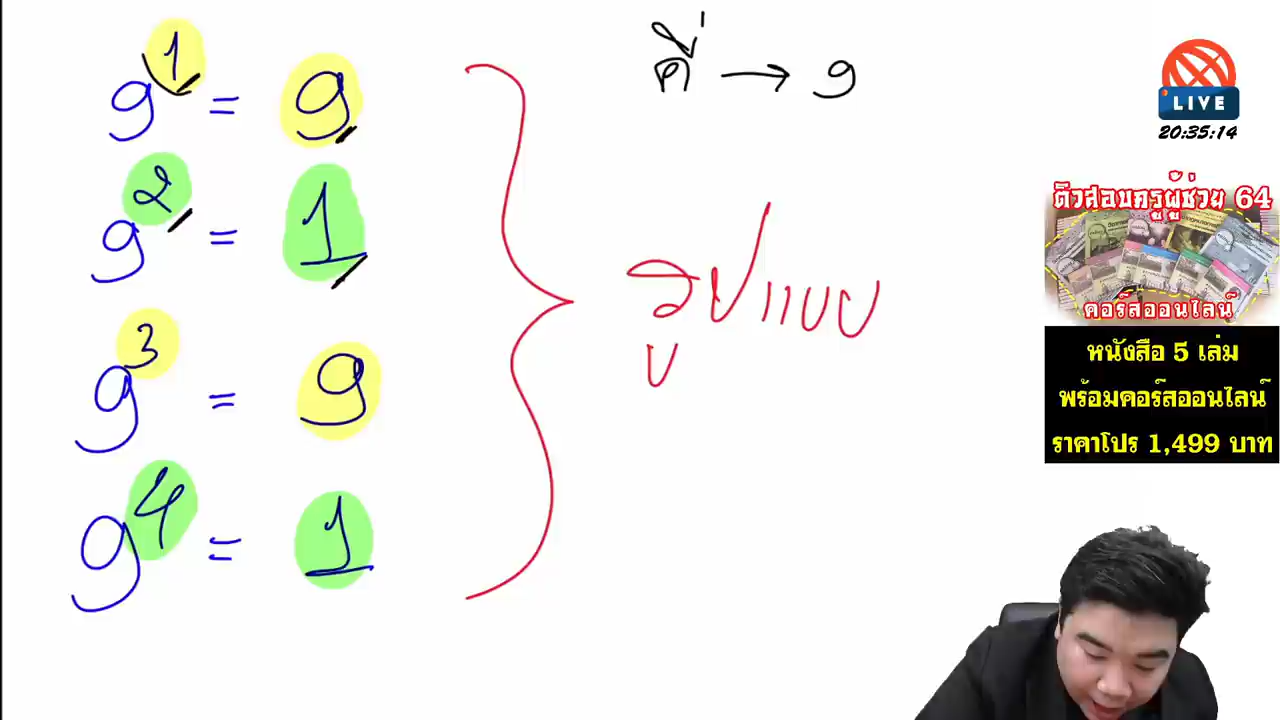 9¹ = 9
9² = 1
9³ = 9
9⁴ = 1
คี่ → 9
รูปแบบ
LIVE
20:35:14
ติวสอบครูผู้ช่วย 64
คอร์สออนไลน์
หนังสือ 5 เล่ม
พร้อมคอร์สออนไลน์
ราคาโปร 1,499 บาท